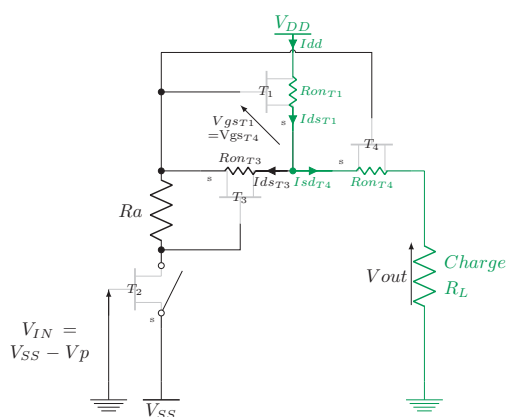 V_DD
Idd
T_1
Ron_T1
Vgs_T1
=Vgs_T4
s
Ids_T1
T_4
s
Ron_T3
s
Ids_T3
Isd_T4
Ron_T4
T_3
Ra
T_2
s
Vout
Charge
R_L
V_IN =
V_SS − Vp
V_SS